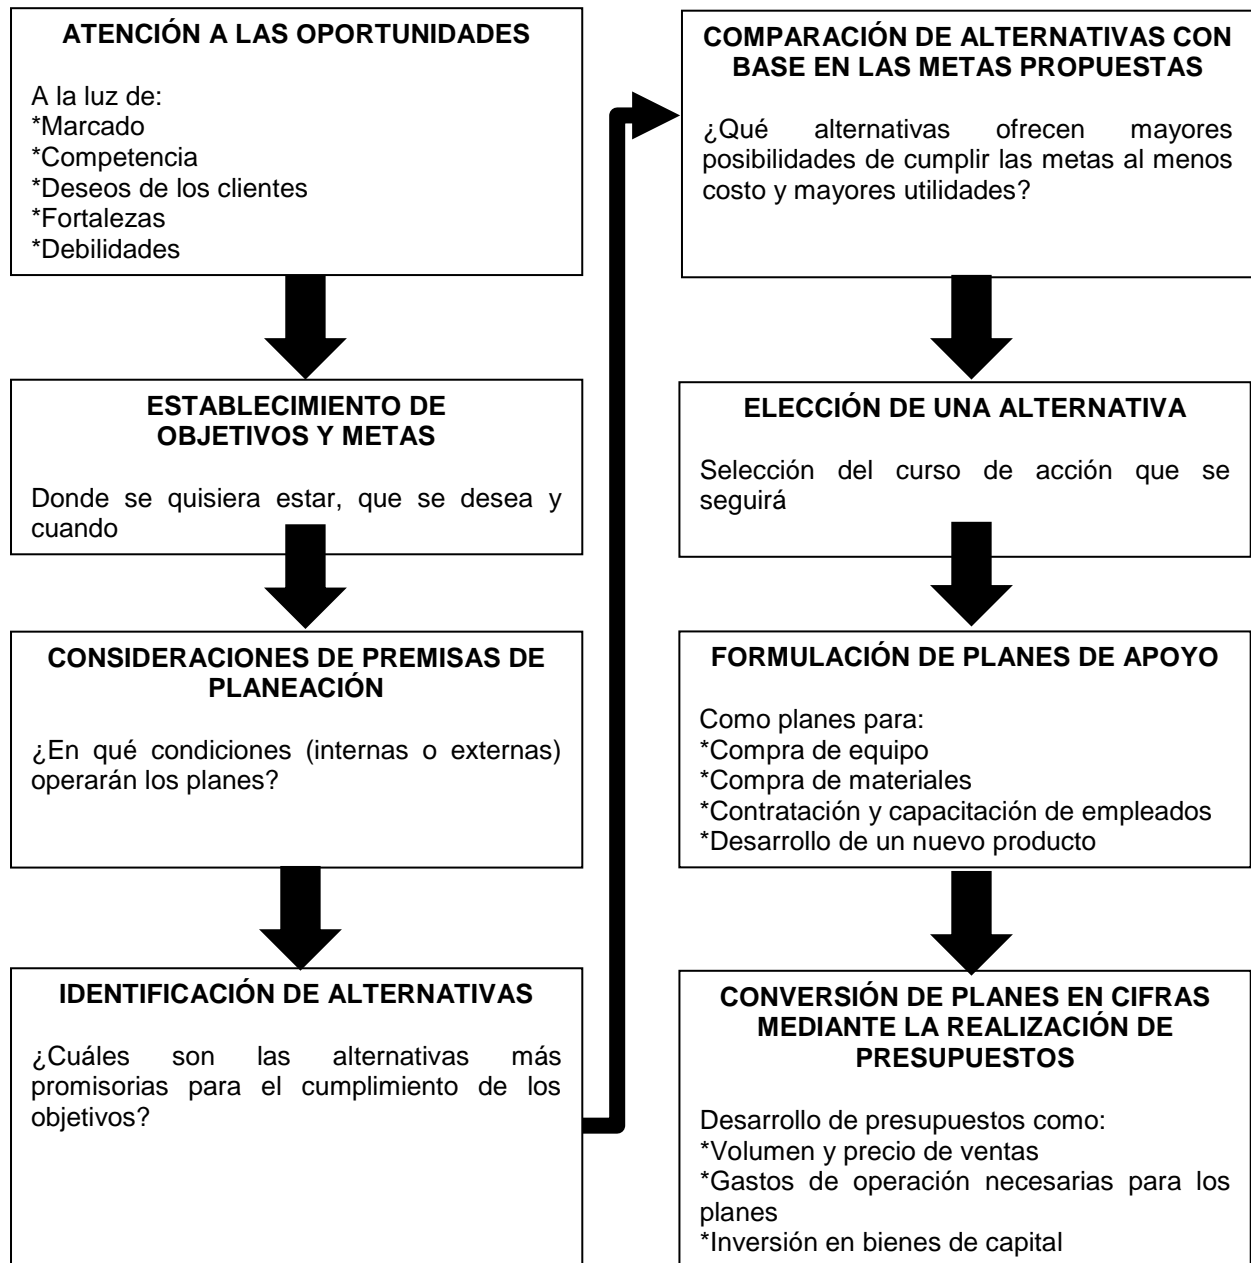 ATENCIÓN A LAS OPORTUNIDADES
A la luz de:
*Marcado
*Competencia
*Deseos de los clientes
*Fortalezas
*Debilidades
ESTABLECIMIENTO DE
OBJETIVOS Y METAS
Donde se quisiera estar, que se desea y
cuando
CONSIDERACIONES DE PREMISAS DE
PLANEACIÓN
¿En qué condiciones (internas o externas)
operarán los planes?
IDENTIFICACIÓN DE ALTERNATIVAS
¿Cuáles son las alternativas más
promisorias para el cumplimiento de los
objetivos?
COMPARACIÓN DE ALTERNATIVAS CON
BASE EN LAS METAS PROPUESTAS
¿Qué alternativas ofrecen mayores
posibilidades de cumplir las metas al menos
costo y mayores utilidades?
ELECCIÓN DE UNA ALTERNATIVA
Selección del curso de acción que se
seguirá
FORMULACIÓN DE PLANES DE APOYO
Como planes para:
*Compra de equipo
*Compra de materiales
*Contratación y capacitación de empleados
*Desarrollo de un nuevo producto
CONVERSIÓN DE PLANES EN CIFRAS
MEDIANTE LA REALIZACIÓN DE
PRESUPUESTOS
Desarrollo de presupuestos como:
*Volumen y precio de ventas
*Gastos de operación necesarias para los
planes
*Inversión en bienes de capital